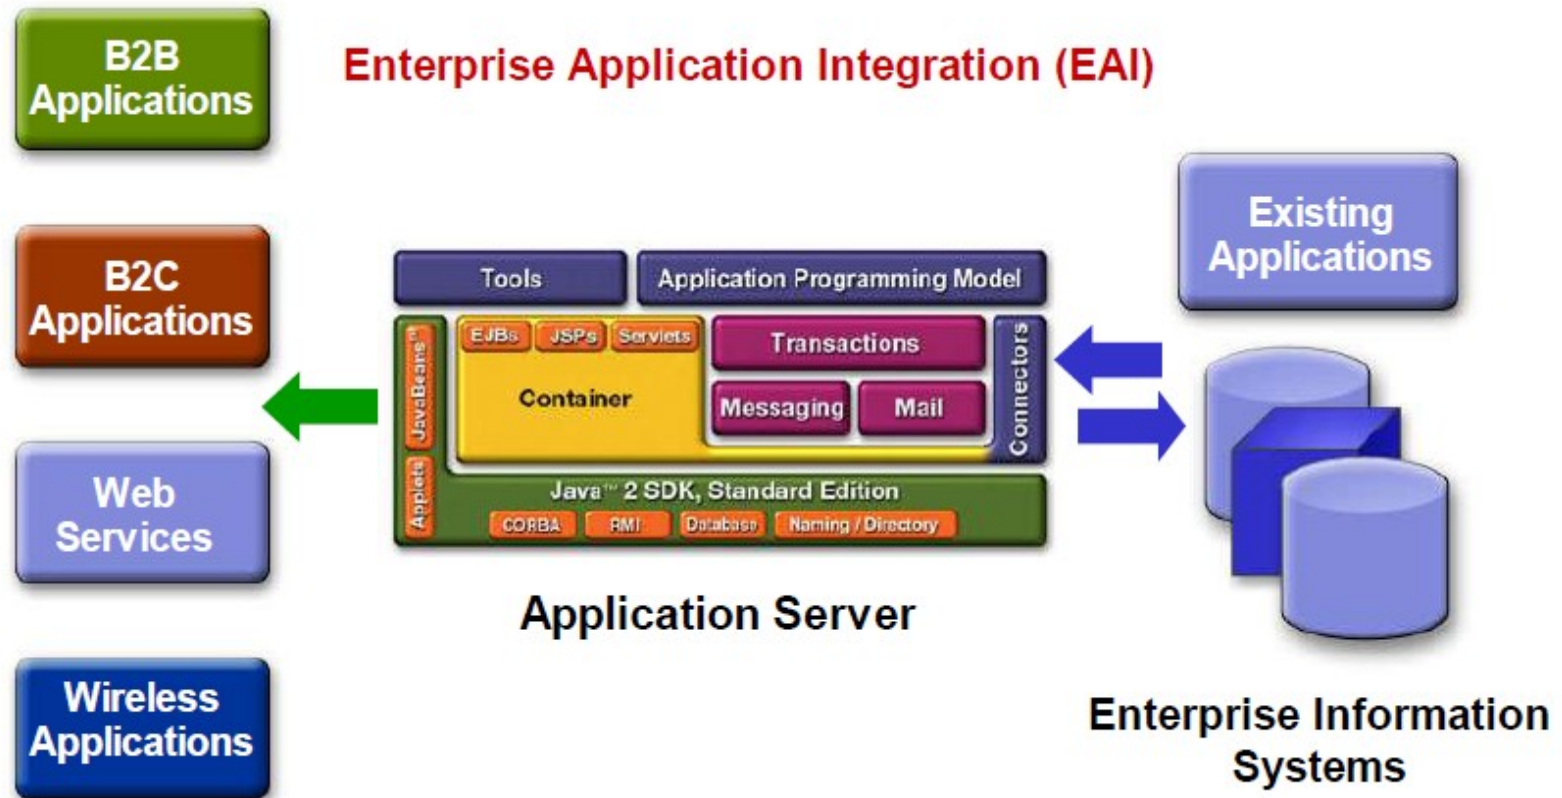 B2B
Applications
Enterprise Application Integration (EAI)
B2C
Applications
Web
Services
Wireless
Applications
Tools
Application Programming Model
JavaBeans™
Applets
EJBs
JSPs
Servlets
Container
Transactions
Messaging
Mail
Connectors
Java™ 2 SDK, Standard Edition
CORBA
RMI
Database
Naming / Directory
Application Server
Existing
Applications
Enterprise Information
Systems